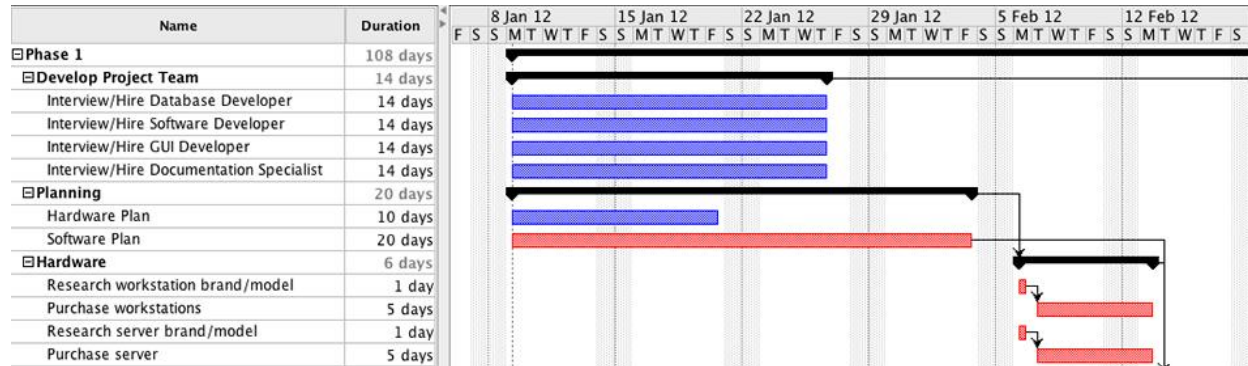 Name Duration 8 Jan 12 15 Jan 12 22 Jan 12 29 Jan 12 5 Feb 12 12 Feb 12
F S S M T W T F S S M T W T F S S M T W T F S S M T W T F S S M T W T F S S M T W T F S
Phase 1 108 days
Develop Project Team 14 days
Interview/Hire Database Developer 14 days
Interview/Hire Software Developer 14 days
Interview/Hire GUI Developer 14 days
Interview/Hire Documentation Specialist 14 days
Planning 20 days
Hardware Plan 10 days
Software Plan 20 days
Hardware 6 days
Research workstation brand/model 1 day
Purchase workstations 5 days
Research server brand/model 1 day
Purchase server 5 days